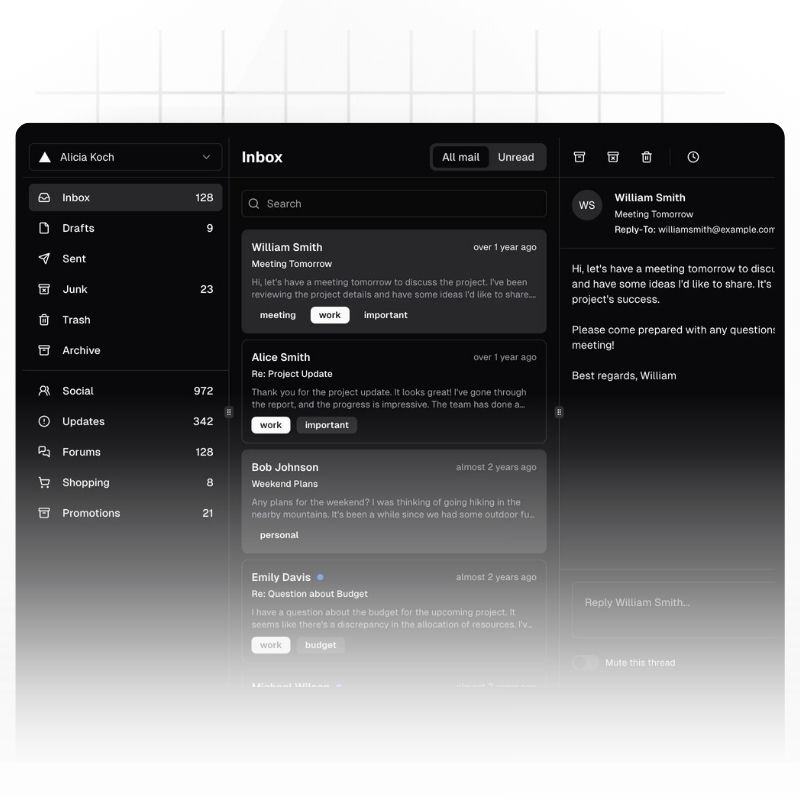 Alicia Koch
Inbox 128
Drafts 9
Sent
Junk 23
Trash
Archive
Social 972
Updates 342
Forums 128
Shopping 8
Promotions 21
Inbox
All mail Unread
Search
William Smith over 1 year ago
Meeting Tomorrow
Hi, let's have a meeting tomorrow to discuss the project. I've been
reviewing the project details and have some ideas I'd like to share....
meeting work important
Alice Smith over 1 year ago
Re: Project Update
Thank you for the project update. It looks great! I've gone through
the report, and the progress is impressive. The team has done a...
work important
Bob Johnson almost 2 years ago
Weekend Plans
Any plans for the weekend? I was thinking of going hiking in the
nearby mountains. It's been a while since we had some outdoor fu...
personal
Emily Davis almost 2 years ago
Re: Question about Budget
I have a question about the budget for the upcoming project. It
seems like there's a discrepancy in the allocation of resources. I'v...
work budget
Michael Wilson almost 2 years ago
WS
William Smith
Meeting Tomorrow
Reply-To: williamsmith@example.com
Hi, let's have a meeting tomorrow to discu
and have some ideas I'd like to share. It's
project's success.
Please come prepared with any questions
meeting!
Best regards, William
Reply William Smith...
Mute this thread